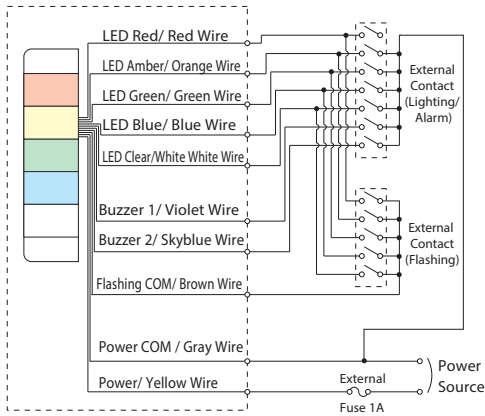 LED Red/ Red Wire
LED Amber/ Orange Wire
LED Green/ Green Wire
LED Blue/ Blue Wire
LED Clear/White White Wire
Buzzer 1/ Violet Wire
Buzzer 2/ Skyblue Wire
Flashing COM/ Brown Wire
Power COM / Gray Wire
Power/ Yellow Wire
External
Contact
(Lighting/
Alarm)
External
Contact
(Flashing)
Power
Source
External
Fuse 1A